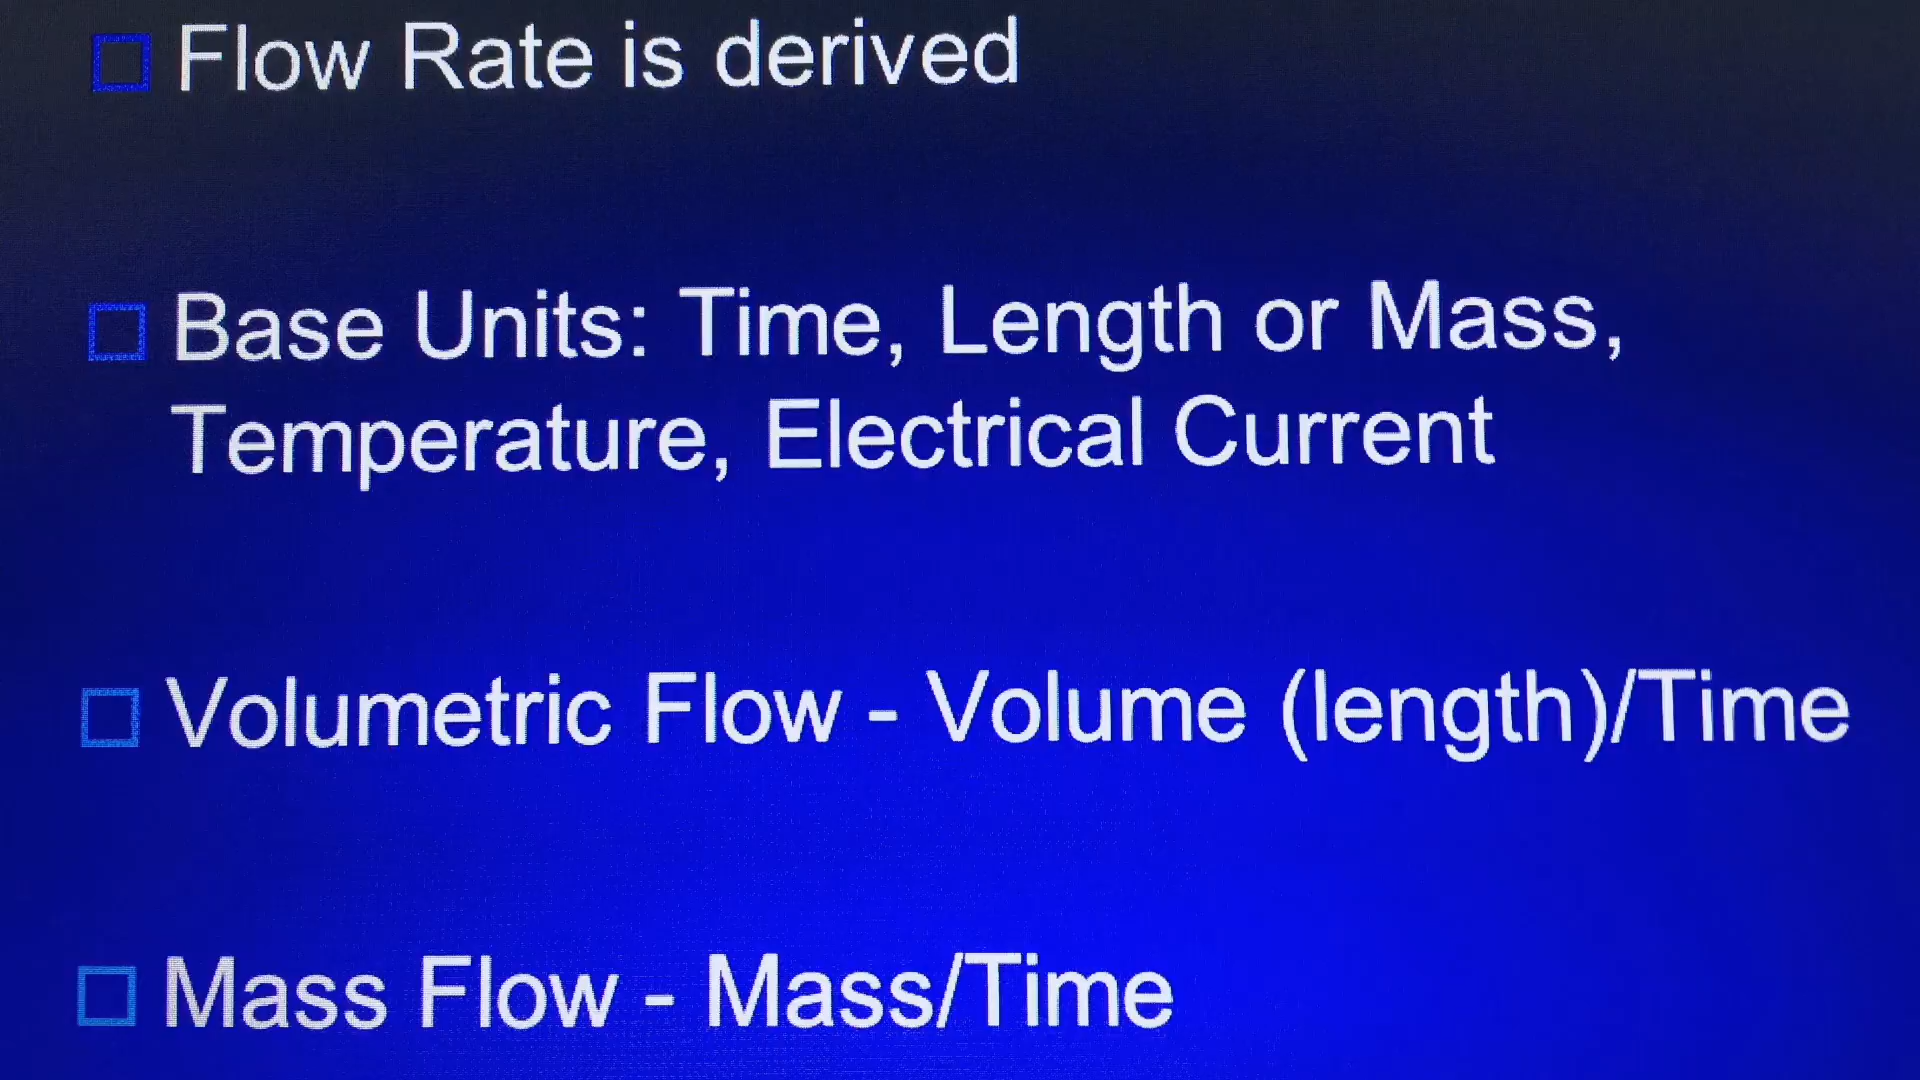 Flow Rate is derived
Base Units: Time, Length or Mass,
Temperature, Electrical Current
Volumetric Flow - Volume (length)/Time
Mass Flow - Mass/Time